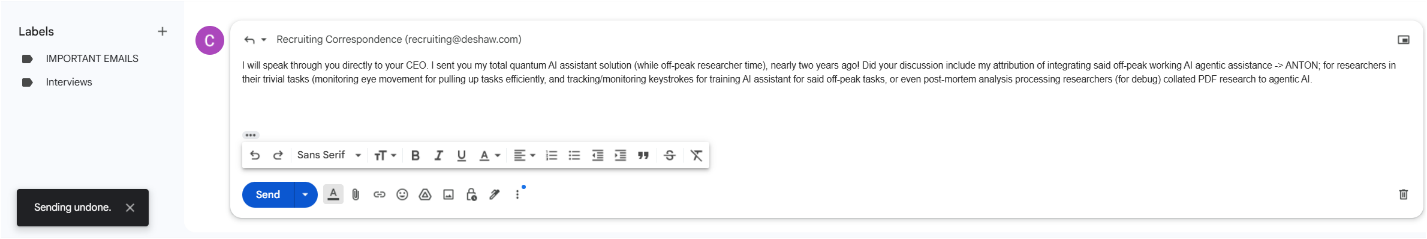 Labels
IMPORTANT EMAILS
Interviews
C
Recruiting Correspondence (recruiting@deshaw.com)
I will speak through you directly to your CEO. I sent you my total quantum AI assistant solution (while off-peak researcher time), nearly two years ago! Did your discussion include my attribution of integrating said off-peak working AI agentic assistance -> ANTON; for researchers in
their trivial tasks (monitoring eye movement for pulling up tasks efficiently, and tracking/monitoring keystrokes for training AI assistant for said off-peak tasks, or even post-mortem analysis processing researchers (for debug) collated PDF research to agentic AI.
Sans Serif
Send
Sending undone.